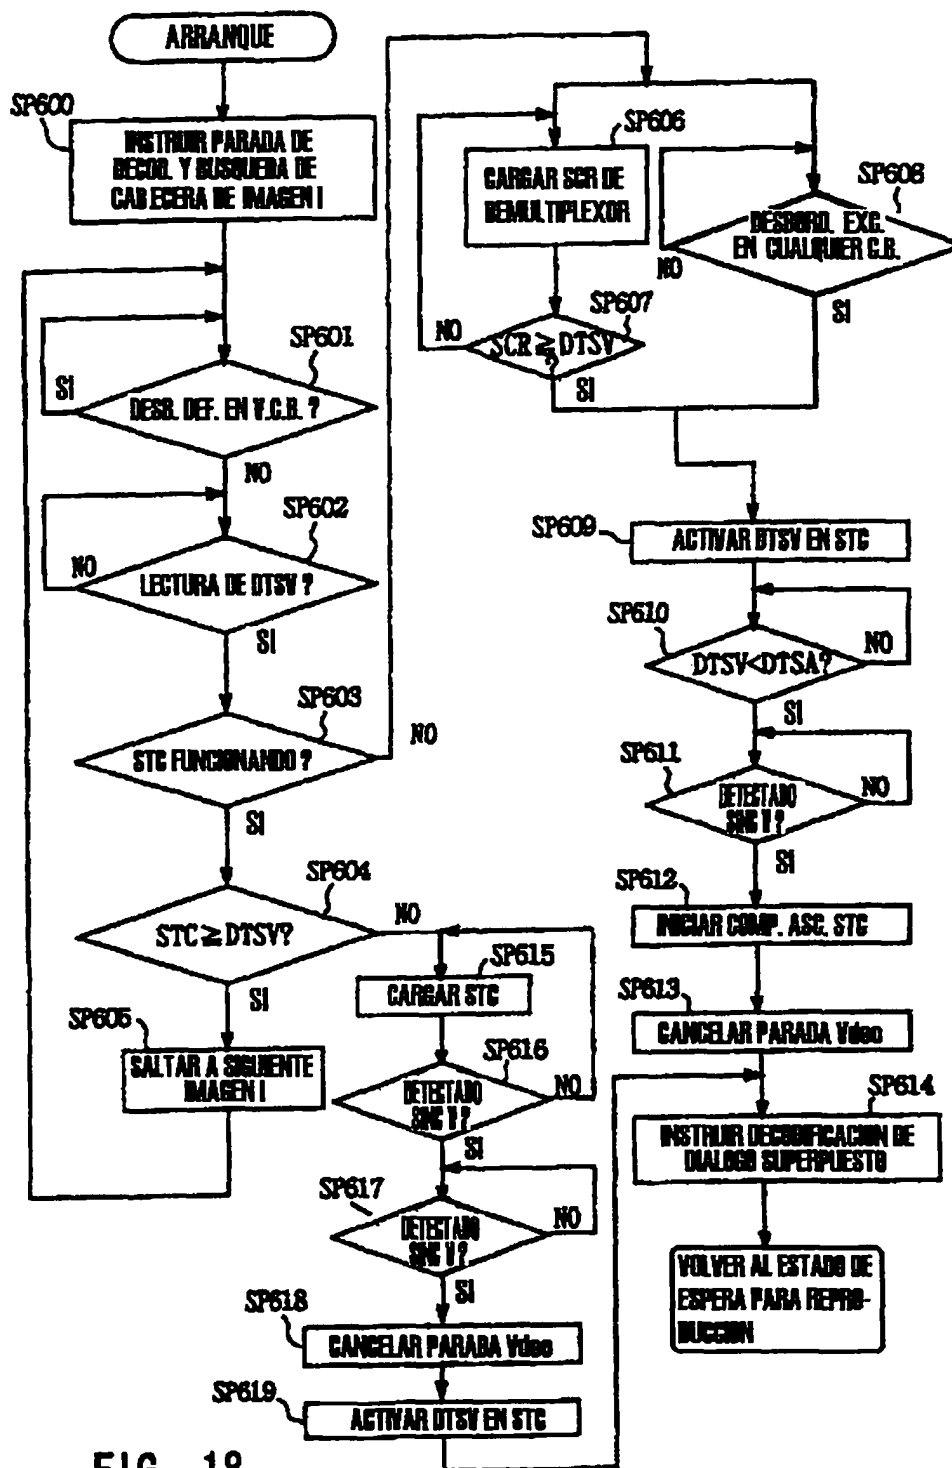 ARRANQUE
SP600
INSTRUIR PARADA DE
DECOD. Y BUSQUEDA DE
CABECERA DE IMAGEN I
SP601
SI
DESB. DEF. EN V.C.B. ?
NO
SP602
NO
LECTURA DE DTSV ?
SI
SP603
NO
STC FUNCIONANDO ?
SI
SP604
NO
STC ≧ DTSV?
SI
SP605
SALTAR A SIGUIENTE
IMAGEN I
SP615
CARGAR STC
SP616
DETECTADO
SINC V ?
NO
SI
SP617
DETECTADO
SINC V ?
NO
SI
SP618
CANCELAR PARADA Vdec
SP619
ACTIVAR DTSV EN STC
SP606
CARGAR SCR DE
DEMULTIPLEXOR
SP607
NO
SCR ≧ DTSV
?
SI
SP608
DESBORD. EXC.
EN CUALQUIER C.B.
NO
SI
SP609
ACTIVAR DTSV EN STC
SP610
DTSV<DTSA?
NO
SI
SP611
DETECTADO
SINC V ?
NO
SI
SP612
INICIAR COMP. ASC. STC
SP613
CANCELAR PARADA Vdec
SP614
INSTRUIR DECODIFICACION DE
DIALOGO SUPERPUESTO
VOLVER AL ESTADO DE
ESPERA PARA REPRO-
DUCCION
FIG. 18